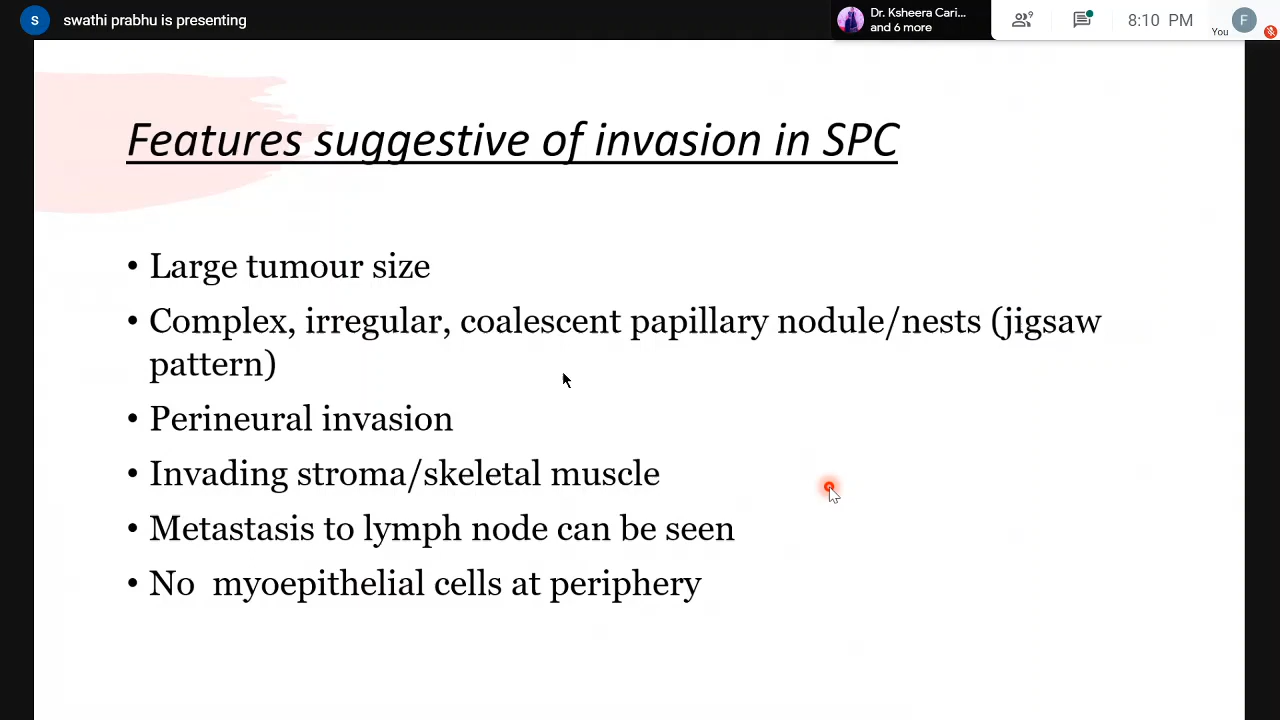 S swathi prabhu is presenting
Dr. Ksheera Cari...
and 6 more
9
8:10 PM
You
F
Features suggestive of invasion in SPC
• Large tumour size
• Complex, irregular, coalescent papillary nodule/nests (jigsaw
pattern)
• Perineural invasion
• Invading stroma/skeletal muscle
• Metastasis to lymph node can be seen
• No myoepithelial cells at periphery